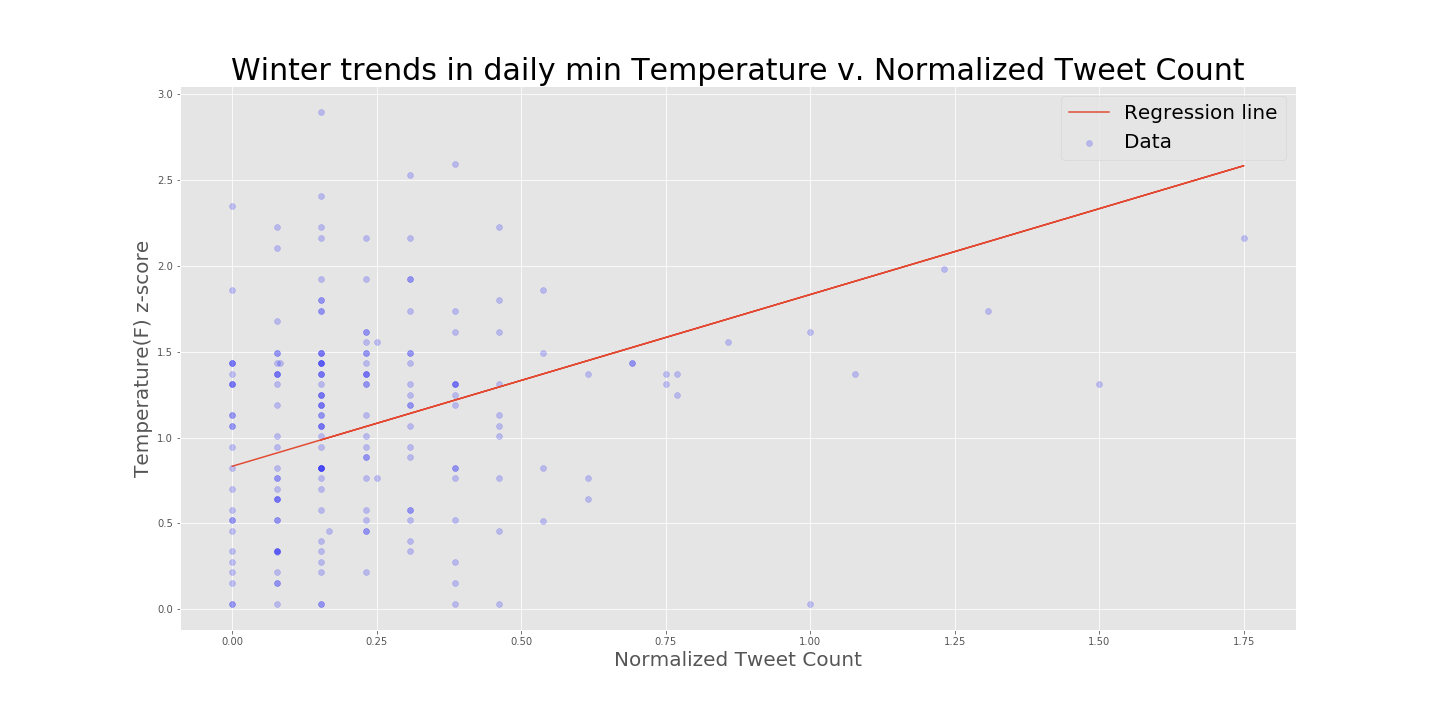 Winter trends in daily min Temperature v. Normalized Tweet Count
Regression line
Data
Temperature(F) z-score
3.0
2.5
2.0
1.5
1.0
0.5
0.0
0.00 0.25 0.50 0.75 1.00 1.25 1.50 1.75
Normalized Tweet Count